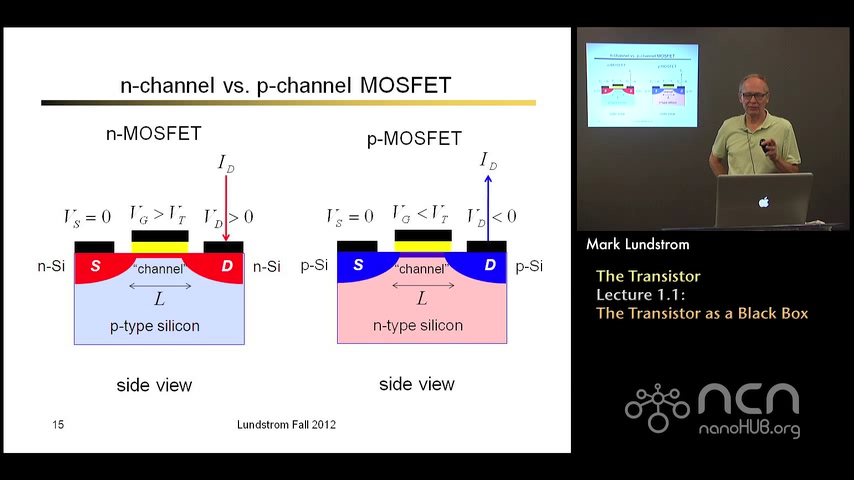 n-channel vs. p-channel MOSFET
n-MOSFET
p-MOSFET
I_D
I_D
V_S = 0
V_G > V_T
V_D > 0
V_S = 0
V_G < V_T
V_D < 0
n-Si
S
“channel”
D
n-Si
p-Si
S
“channel”
D
p-Si
L
L
p-type silicon
n-type silicon
side view
side view
15
Lundstrom Fall 2012
Mark Lundstrom
The Transistor
Lecture 1.1:
The Transistor as a Black Box
ncn
nanoHUB.org